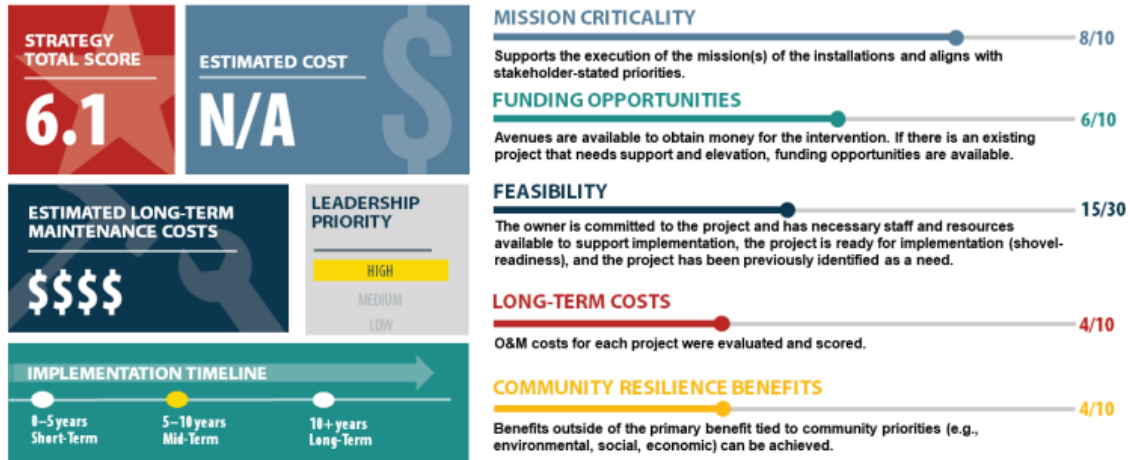 STRATEGY
TOTAL SCORE
6.1
ESTIMATED COST
N/A
$
ESTIMATED LONG-TERM
MAINTENANCE COSTS
$$$$
LEADERSHIP
PRIORITY
HIGH
MEDIUM
LOW
IMPLEMENTATION TIMELINE
0–5 years
Short-Term
5–10 years
Mid-Term
10+ years
Long-Term
MISSION CRITICALITY
8/10
Supports the execution of the mission(s) of the installations and aligns with
stakeholder-stated priorities.
FUNDING OPPORTUNITIES
6/10
Avenues are available to obtain money for the intervention. If there is an existing
project that needs support and elevation, funding opportunities are available.
FEASIBILITY
15/30
The owner is committed to the project and has necessary staff and resources
available to support implementation, the project is ready for implementation (shovel-
readiness), and the project has been previously identified as a need.
LONG-TERM COSTS
4/10
O&M costs for each project were evaluated and scored.
COMMUNITY RESILIENCE BENEFITS
4/10
Benefits outside of the primary benefit tied to community priorities (e.g.,
environmental, social, economic) can be achieved.